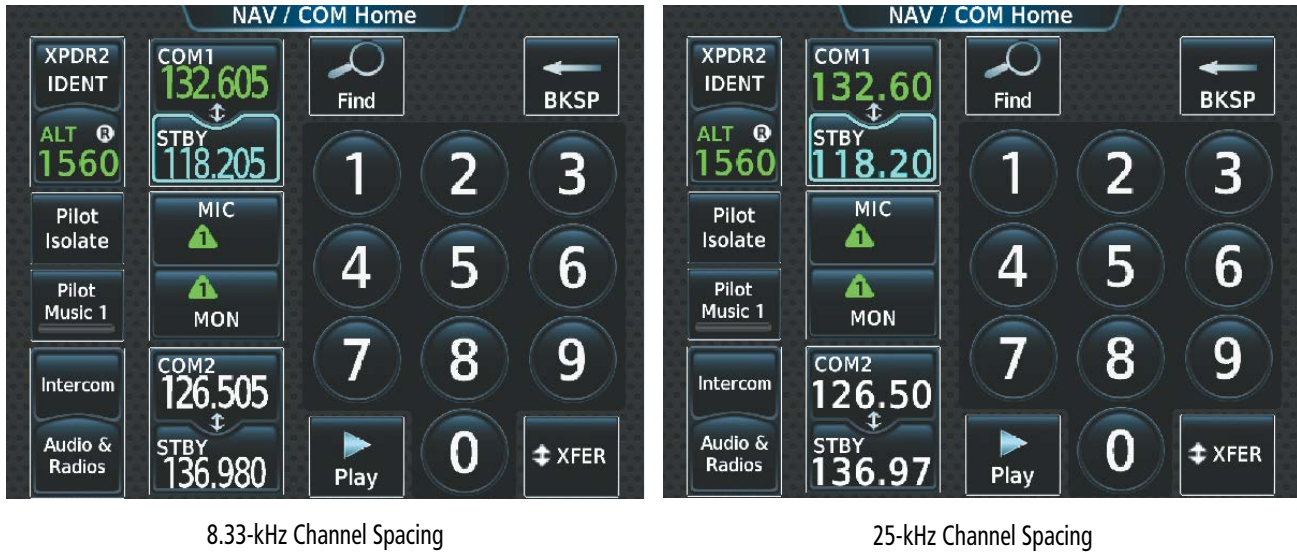 NAV / COM Home
XPDR2
IDENT
ALT R
1560
COM1
132.605
STBY
118.205
Find
BKSP
Pilot
Isolate
MIC
1
Pilot
Music 1
1
MON
Intercom
COM2
126.505
Audio &
Radios
STBY
136.980
1 2 3
4 5 6
7 8 9
Play
0
XFER
8.33-kHz Channel Spacing
NAV / COM Home
XPDR2
IDENT
ALT R
1560
COM1
132.60
STBY
118.20
Find
BKSP
Pilot
Isolate
MIC
1
Pilot
Music 1
1
MON
Intercom
COM2
126.50
Audio &
Radios
STBY
136.97
1 2 3
4 5 6
7 8 9
Play
0
XFER
25-kHz Channel Spacing